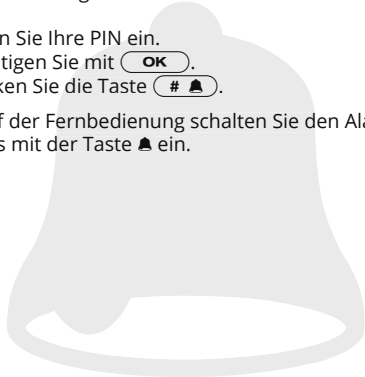 n Sie Ihre PIN ein.
tigen Sie mit OK.
ken Sie die Taste # 🔔.
f der Fernbedienung schalten Sie den Ala
s mit der Taste 🔔 ein.